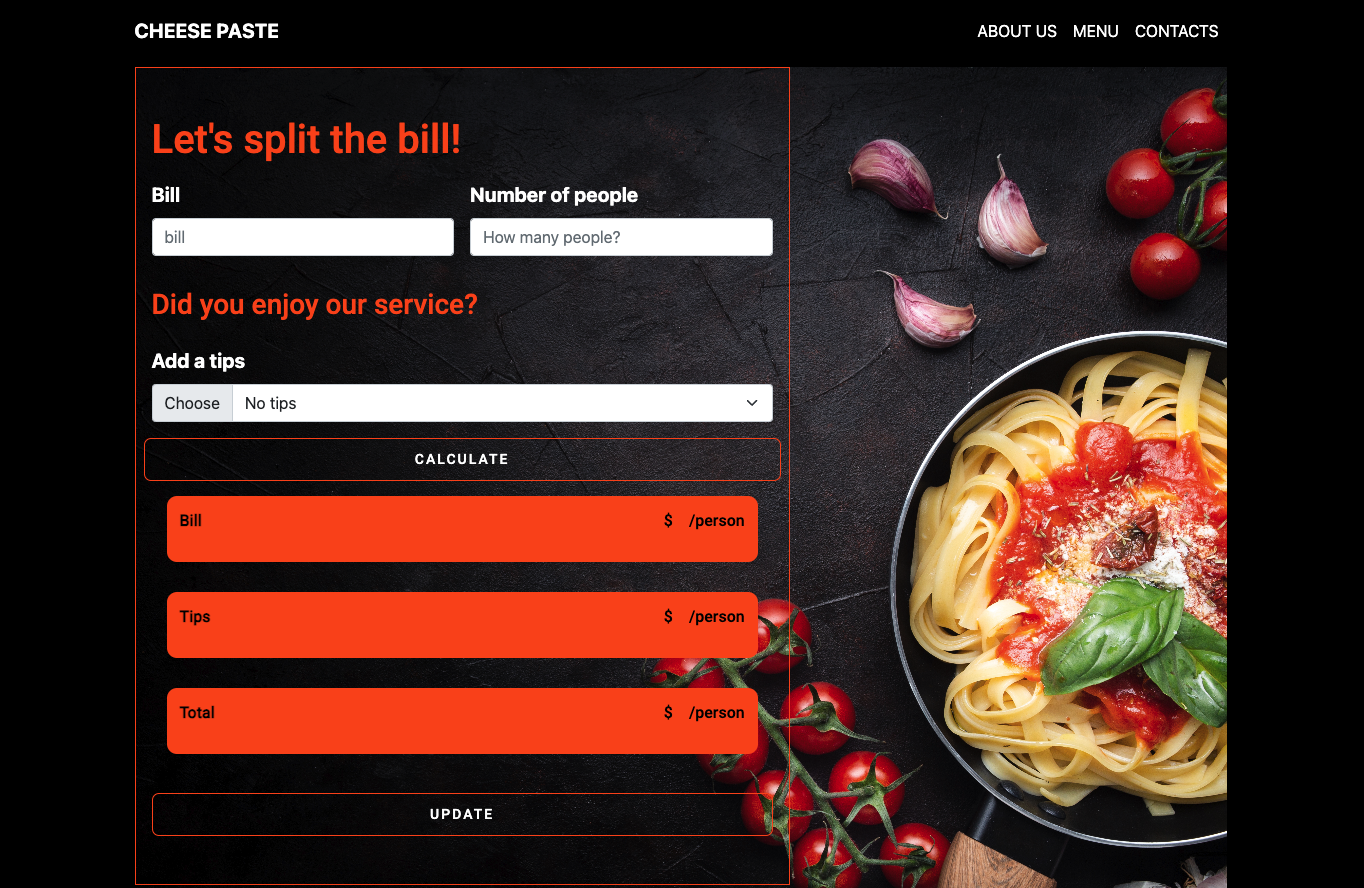 CHEESE PASTE
ABOUT US MENU CONTACTS
Let's split the bill!
Bill Number of people
bill How many people?
Did you enjoy our service?
Add a tips
Choose No tips
CALCULATE
Bill $ /person
Tips $ /person
Total $ /person
UPDATE